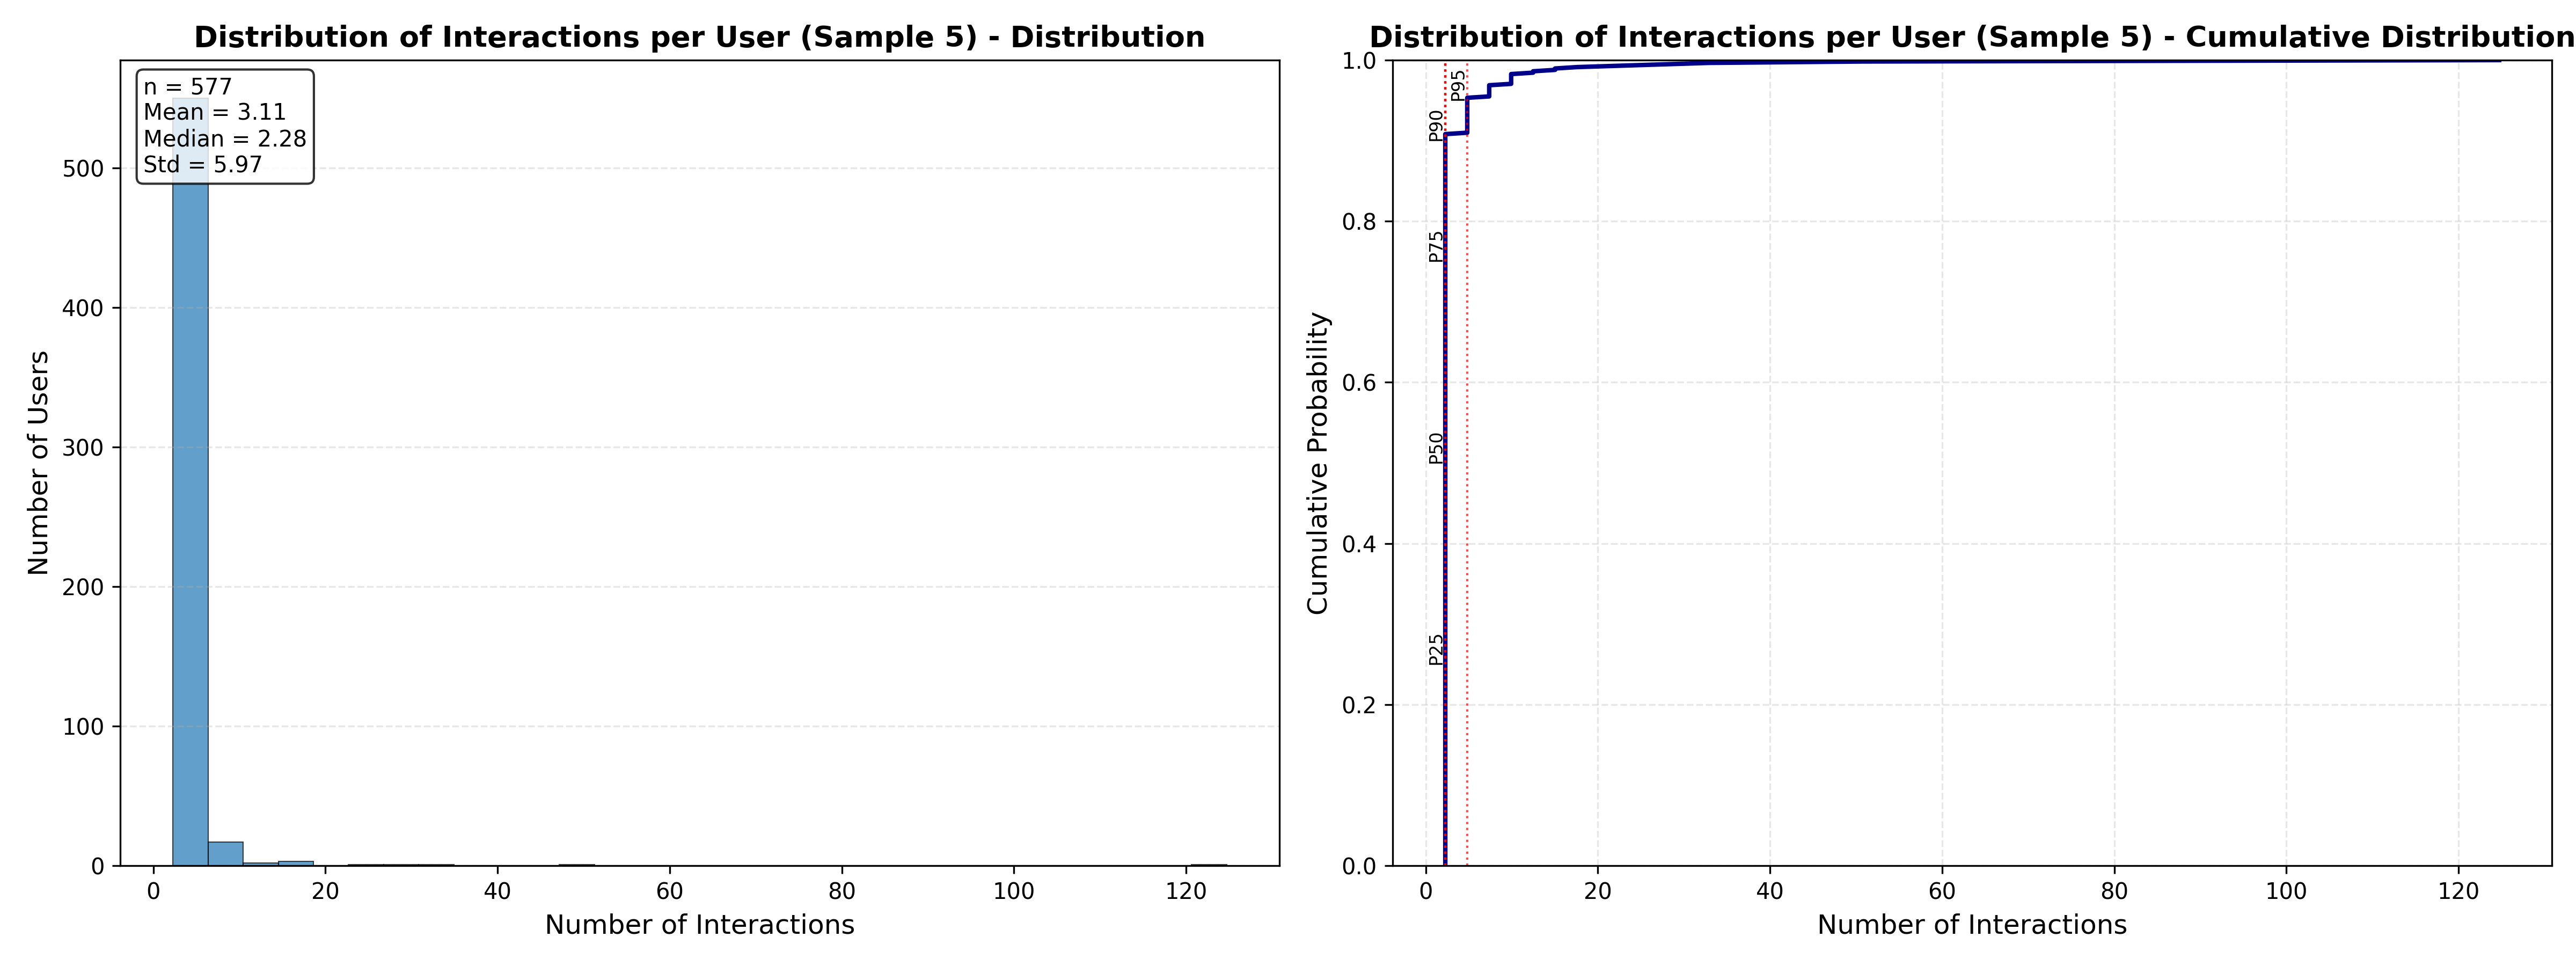 Distribution of Interactions per User (Sample 5) - Distribution
n = 577
Mean = 3.11
Median = 2.28
Std = 5.97
Number of Users
500
400
300
200
100
0
0 20 40 60 80 100 120
Number of Interactions
Distribution of Interactions per User (Sample 5) - Cumulative Distribution
Cumulative Probability
1.0
0.8
0.6
0.4
0.2
0.0
P95
P90
P75
P50
P25
0 20 40 60 80 100 120
Number of Interactions